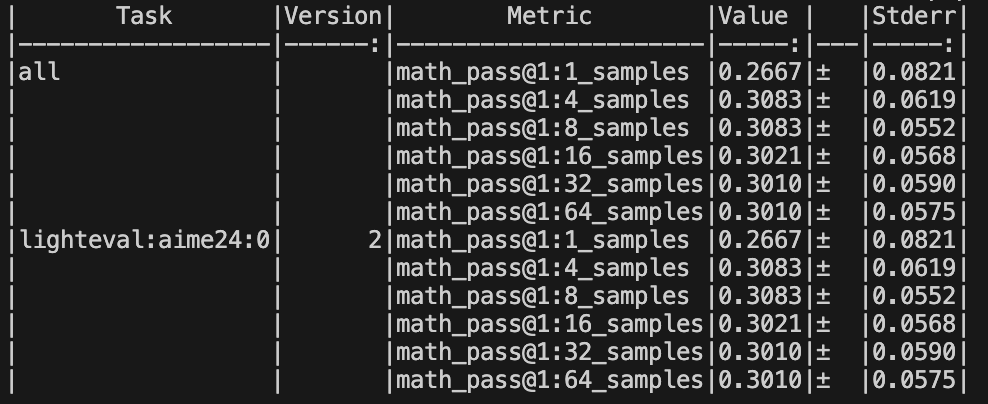 |      Task       |Version|       Metric        |Value |   |Stderr|
|-----------------|------:|---------------------|-----:|---|-----:|
|all              |       |math_pass@1:1_samples |0.2667|±  |0.0821|
|                 |       |math_pass@1:4_samples |0.3083|±  |0.0619|
|                 |       |math_pass@1:8_samples |0.3083|±  |0.0552|
|                 |       |math_pass@1:16_samples|0.3021|±  |0.0568|
|                 |       |math_pass@1:32_samples|0.3010|±  |0.0590|
|                 |       |math_pass@1:64_samples|0.3010|±  |0.0575|
|lighteval:aime24:0|      2|math_pass@1:1_samples |0.2667|±  |0.0821|
|                 |       |math_pass@1:4_samples |0.3083|±  |0.0619|
|                 |       |math_pass@1:8_samples |0.3083|±  |0.0552|
|                 |       |math_pass@1:16_samples|0.3021|±  |0.0568|
|                 |       |math_pass@1:32_samples|0.3010|±  |0.0590|
|                 |       |math_pass@1:64_samples|0.3010|±  |0.0575|